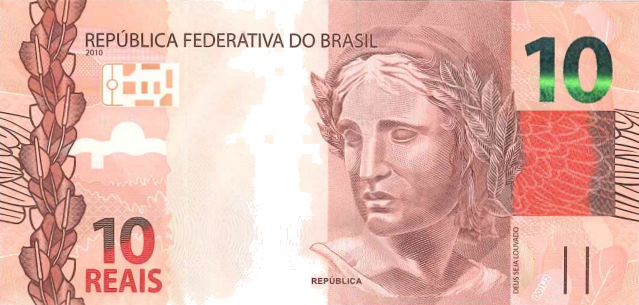 REPÚBLICA FEDERATIVA DO BRASIL
2010
10
10
REAIS
REPÚBLICA
DEUS SEJA LOUVADO